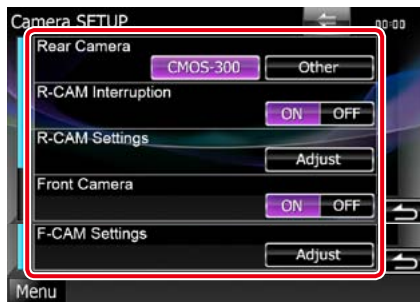 Camera SETUP 00:00
Rear Camera
CMOS-300 Other
R-CAM Interruption
ON OFF
R-CAM Settings
Adjust
Front Camera
ON OFF
F-CAM Settings
Adjust
Menu